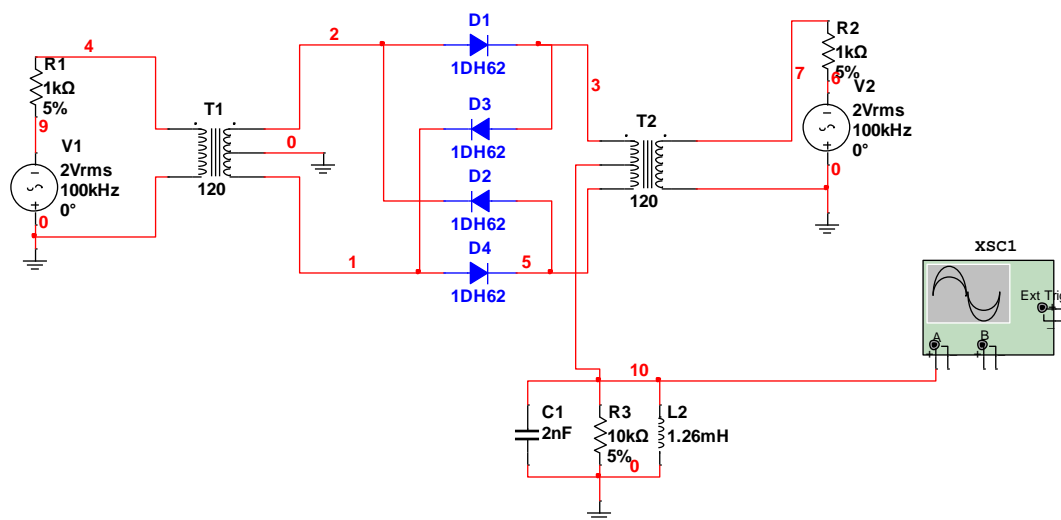 4
R1
1kΩ
5%
9
V1
2Vrms
100kHz
0°
0
T1
120
2
0
1
D1
1DH62
D3
1DH62
D2
1DH62
D4
1DH62
5
3
T2
120
7
R2
1kΩ
5%
6
V2
2Vrms
100kHz
0°
0
XSC1
Ext Trig
+
_
A
B
+
_
+
_
10
C1
2nF
R3
10kΩ
5%
0
L2
1.26mH